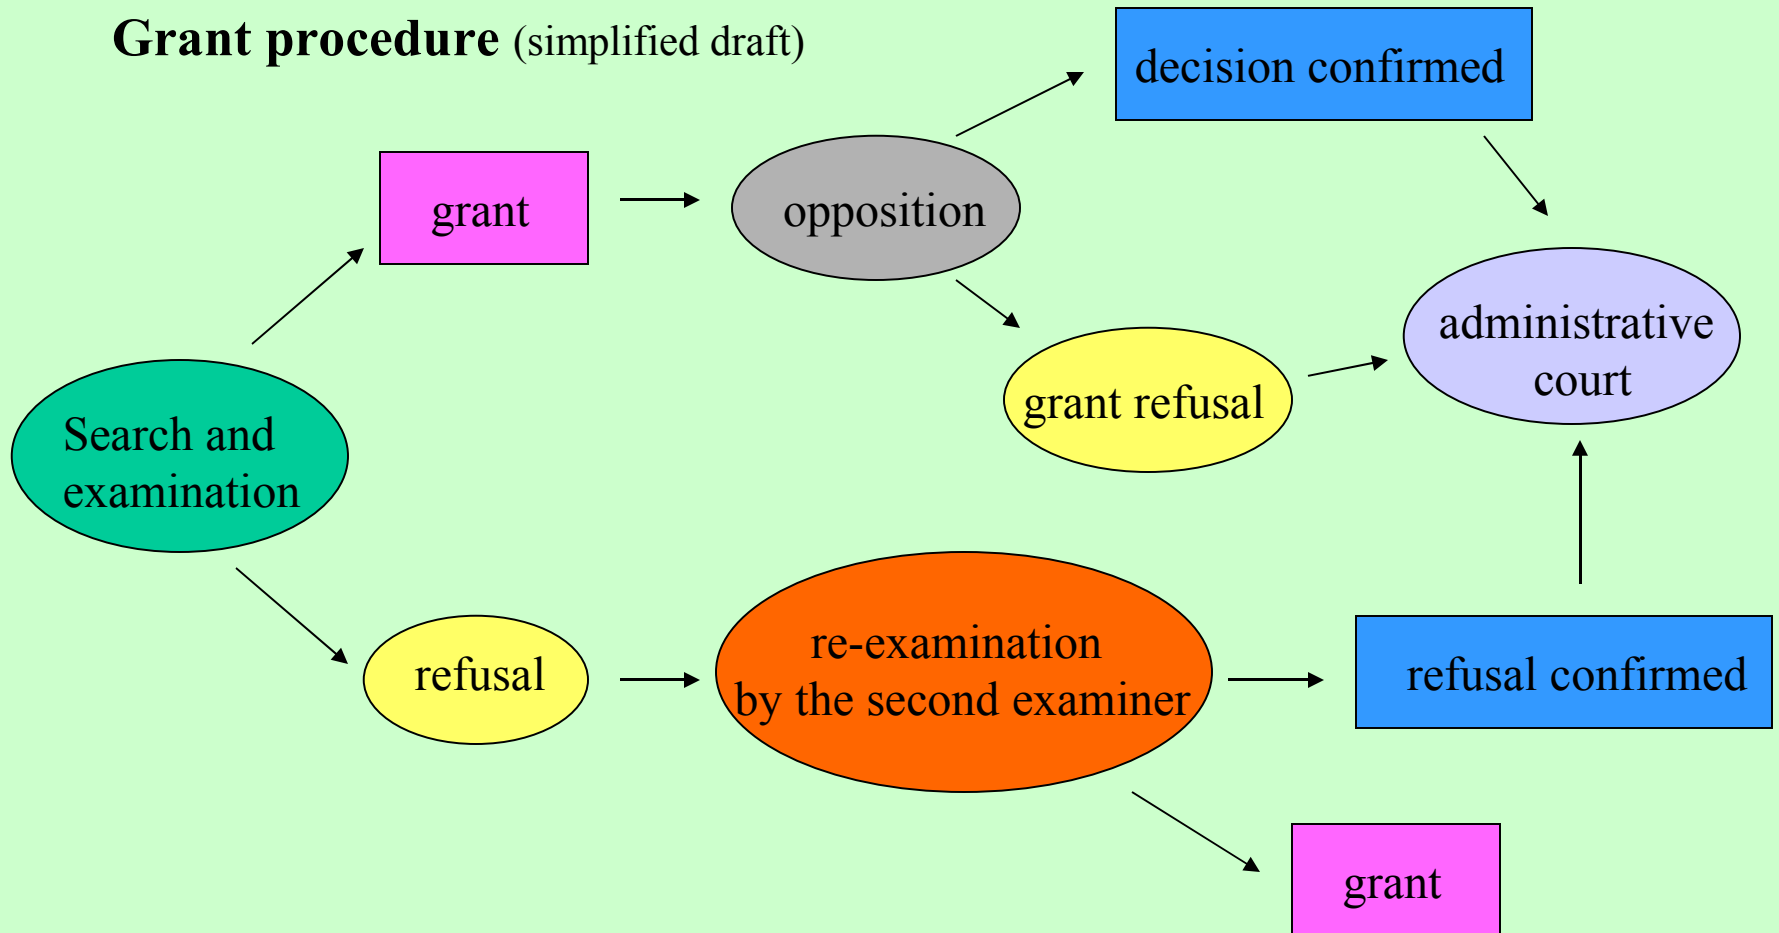 Grant procedure (simplified draft)
decision confirmed
grant
opposition
administrative
court
grant refusal
Search and
examination
re-examination
by the second examiner
refusal
refusal confirmed
grant